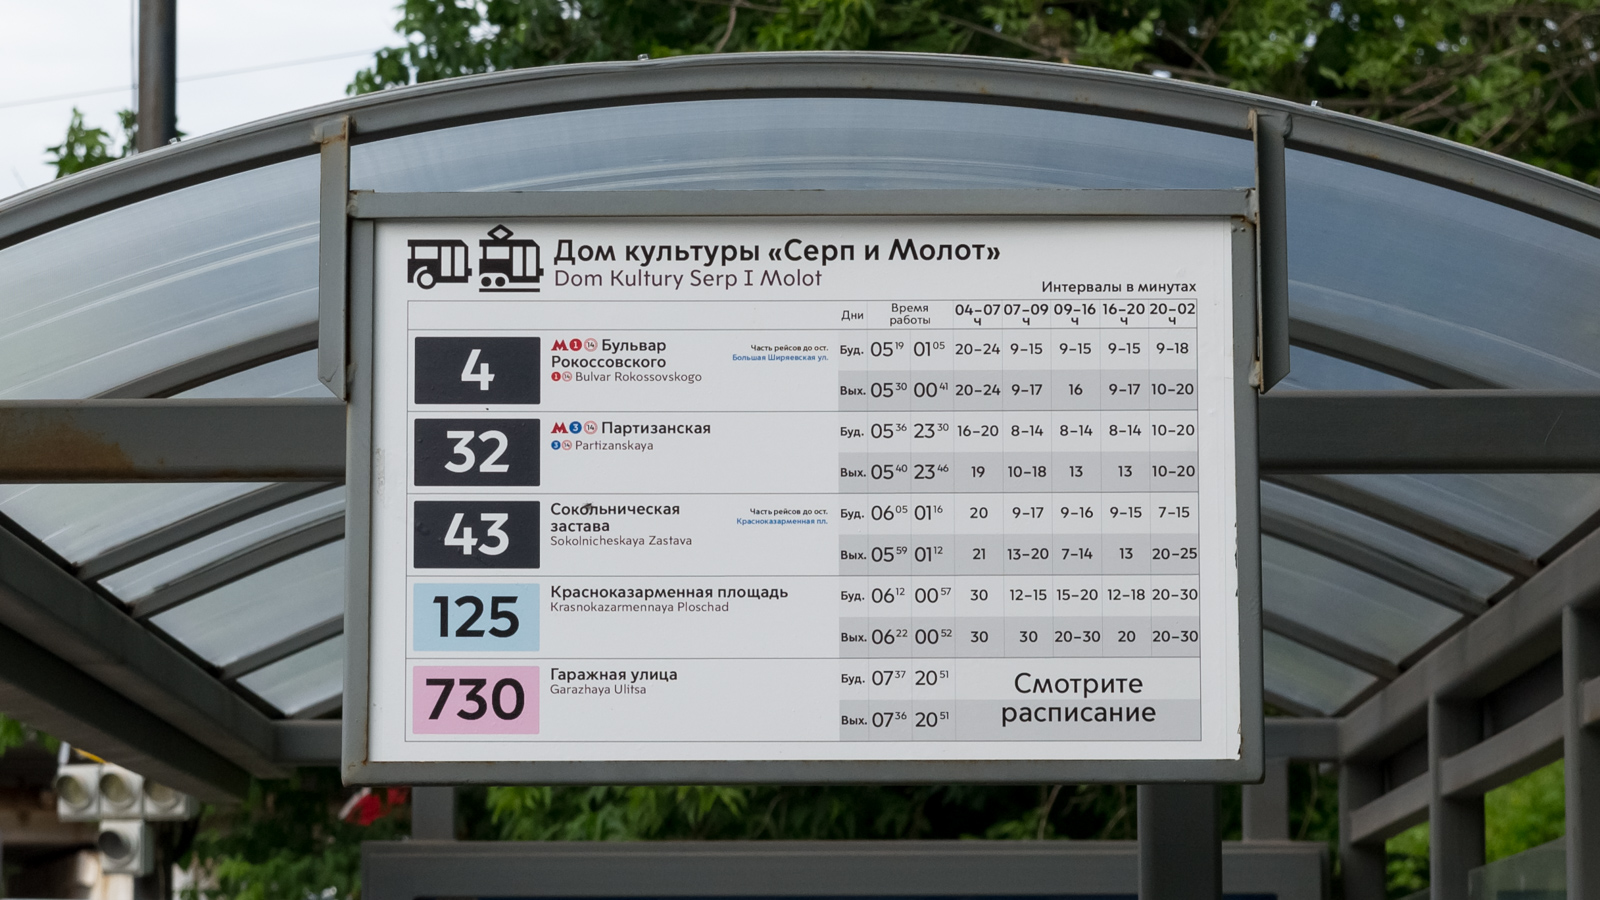 Дом культуры «Серп и Молот»
Dom Kultury Serp I Molot
Интервалы в минутах
Дни Время работы 04–07 ч 07–09 ч 09–16 ч 16–20 ч 20–02 ч
4
М 1 14 Бульвар
Рокоссовского
1 14 Bulvar Rokossovskogo
Часть рейсов до ост.
Большая Ширяевская ул.
Буд. 05 19 01 05 20–24 9–15 9–15 9–15 9–18
Вых. 05 30 00 41 20–24 9–17 16 9–17 10–20
32
М 3 14 Партизанская
3 14 Partizanskaya
Буд. 05 36 23 30 16–20 8–14 8–14 8–14 10–20
Вых. 05 40 23 46 19 10–18 13 13 10–20
43
Сокольническая
застава
Sokolnicheskaya Zastava
Часть рейсов до ост.
Красноказарменная пл.
Буд. 06 05 01 16 20 9–17 9–16 9–15 7–15
Вых. 05 59 01 12 21 13–20 7–14 13 20–25
125
Красноказарменная площадь
Krasnokazarmennaya Ploschad
Буд. 06 12 00 57 30 12–15 15–20 12–18 20–30
Вых. 06 22 00 52 30 30 20–30 20 20–30
730
Гаражная улица
Garazhaya Ulitsa
Буд. 07 37 20 51
Вых. 07 36 20 51
Смотрите
расписание